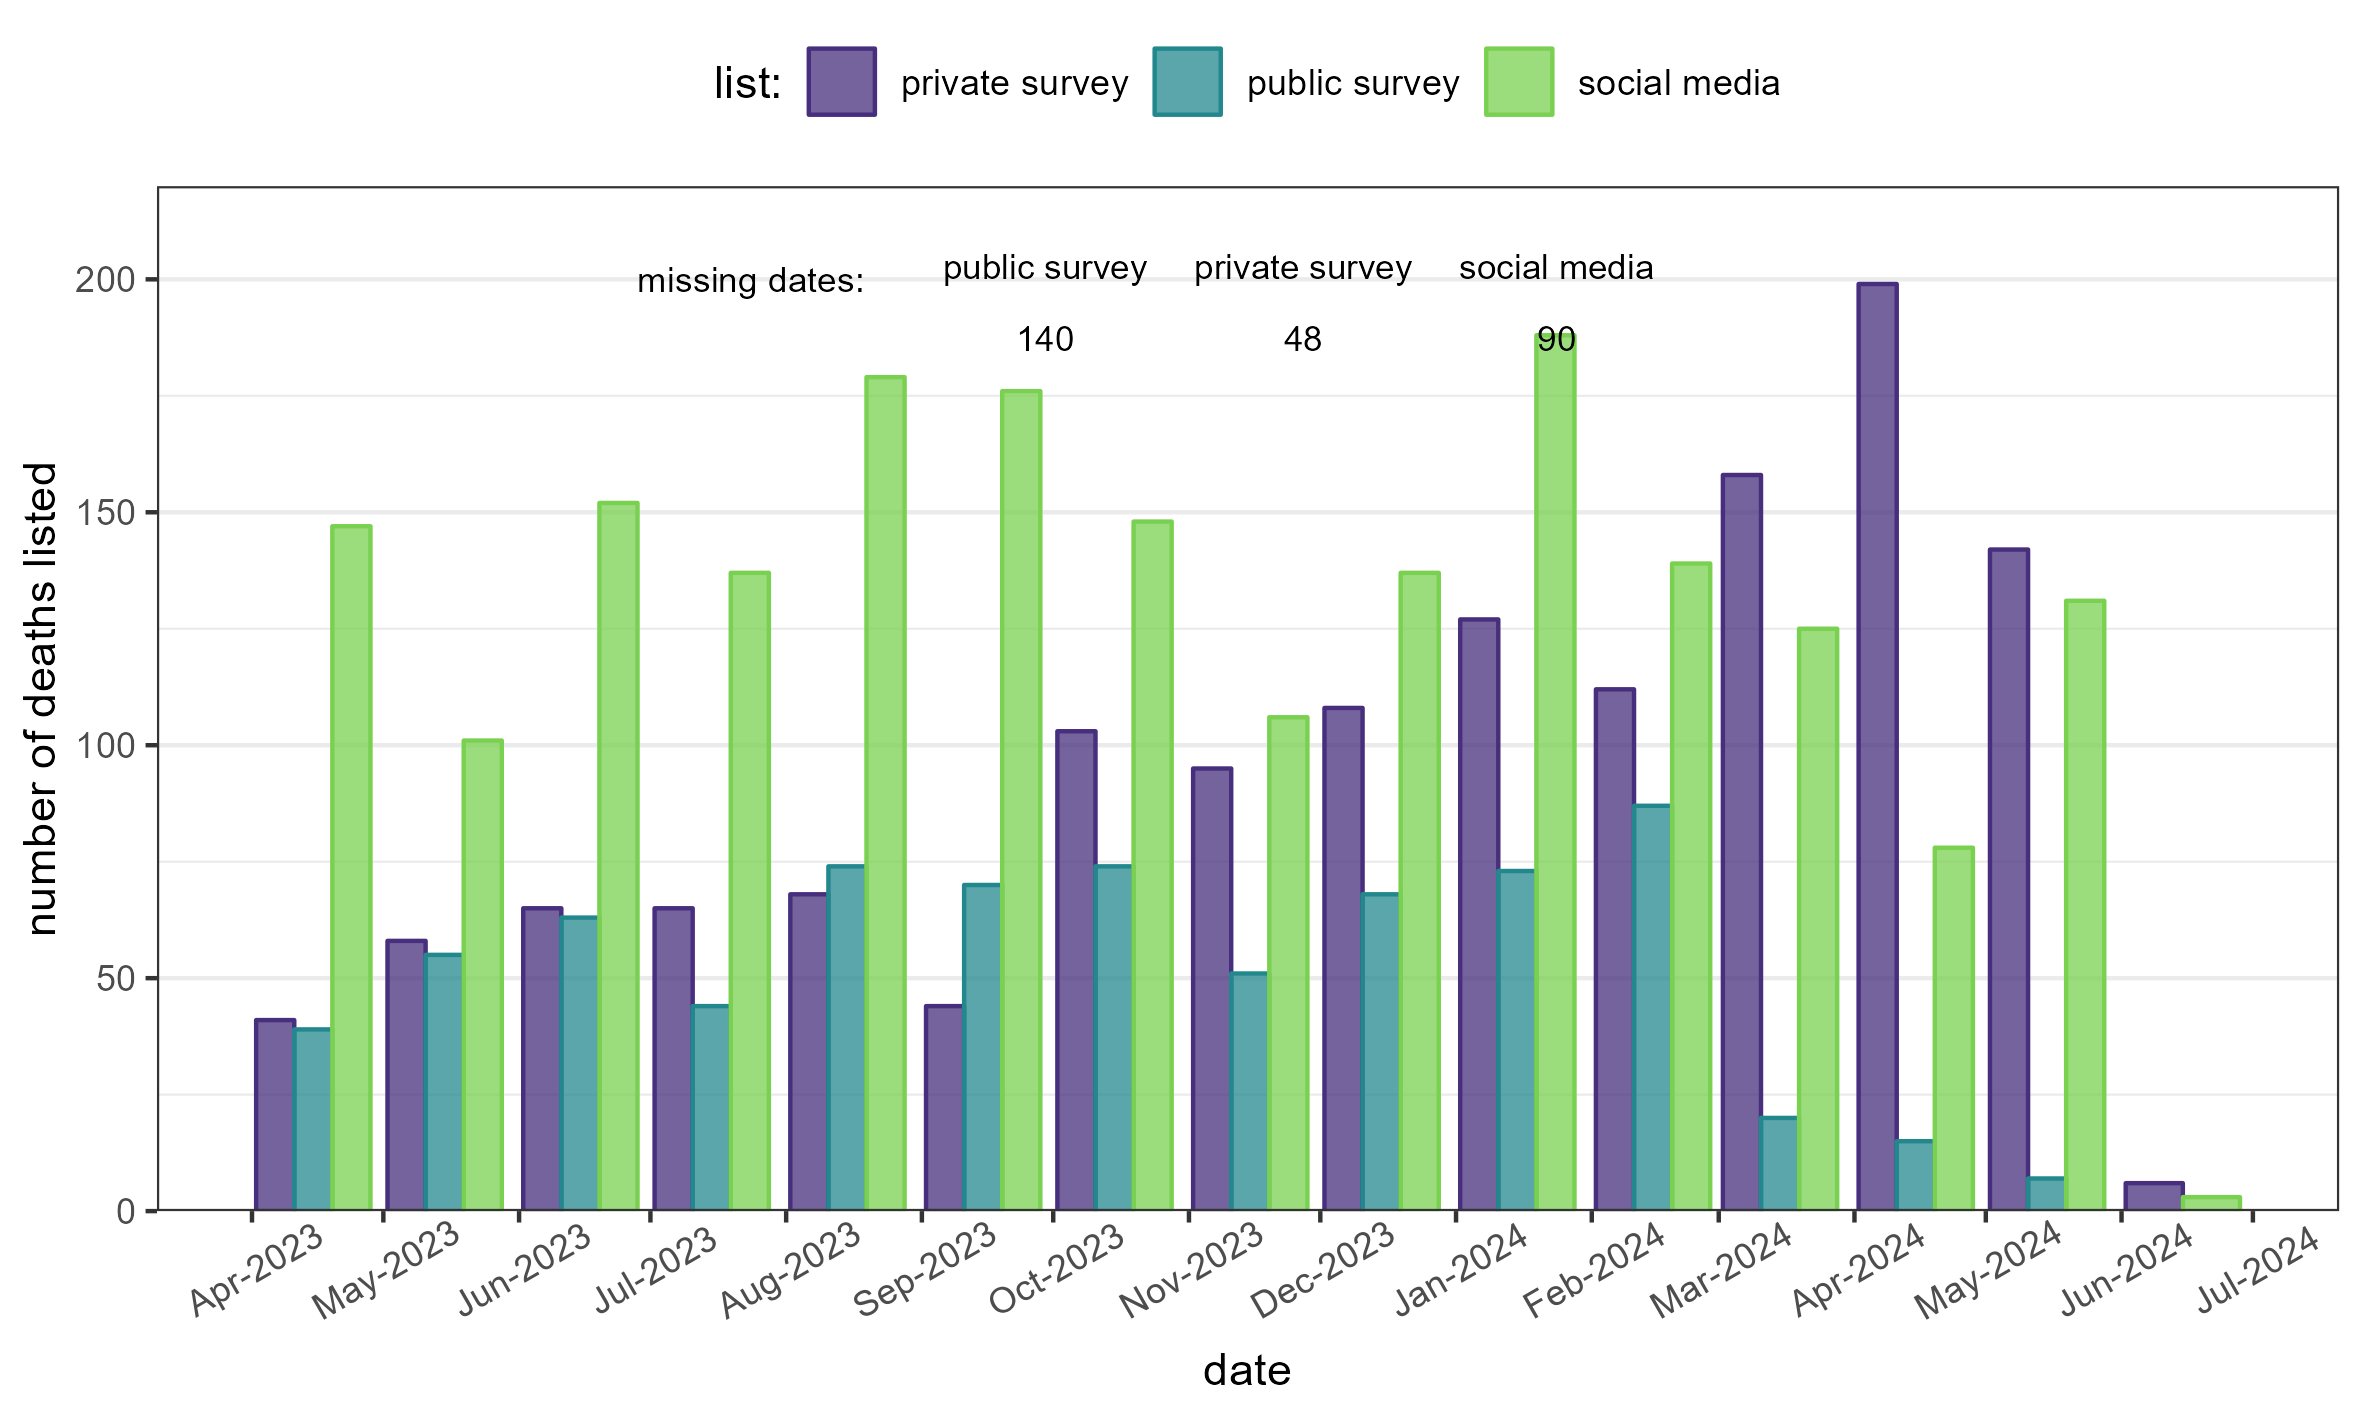 list: private survey public survey social media
missing dates: public survey private survey social media
140 48 90
number of deaths listed
200
150
100
50
0
Apr-2023 May-2023 Jun-2023 Jul-2023 Aug-2023 Sep-2023 Oct-2023 Nov-2023 Dec-2023 Jan-2024 Feb-2024 Mar-2024 Apr-2024 May-2024 Jun-2024 Jul-2024
date